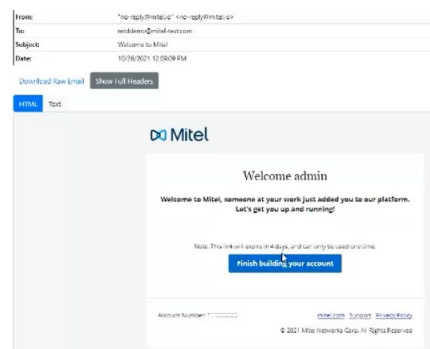 From: "no-reply@mitel.io" <no-reply@mitel.io>
To: retddemo@mitel-test.com
Subject: Welcome to Mitel
Date: 10/26/2021 12:09:09 PM
Download Raw Email Show Full Headers
HTML Text
Mitel
Welcome admin
Welcome to Mitel, someone at your work just added you to our platform.
Let's get you up and running!
Note: This link will expire in 4 days, and can only be used one time.
Finish building your account
Account Number:
mitel.com Support Privacy Policy
© 2021 Mitel Networks Corp. All Rights Reserved